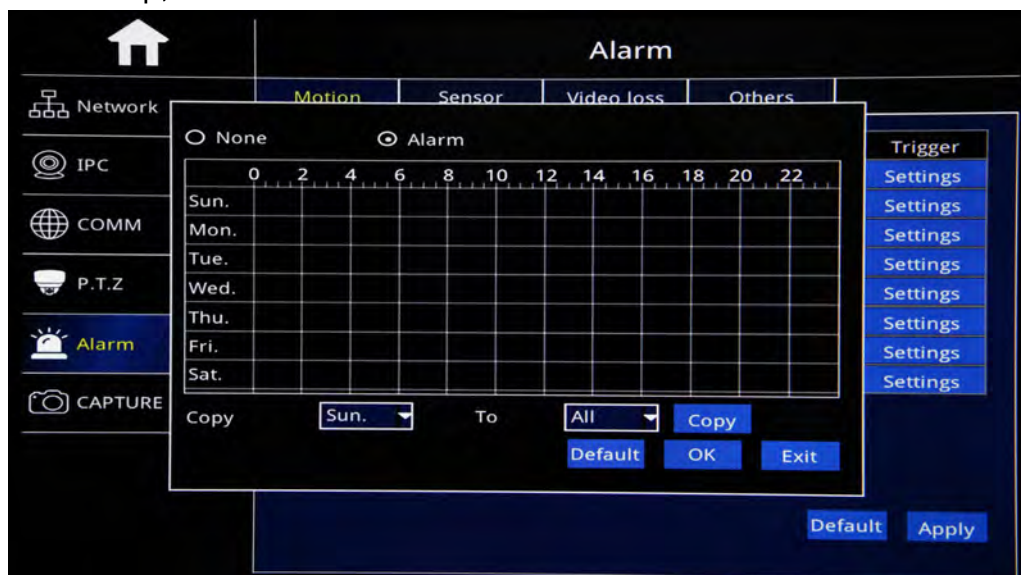 Alarm
Network
IPC
COMM
P.T.Z
Alarm
CAPTURE
Motion Sensor Video loss Others
Trigger
Settings
Settings
Settings
Settings
Settings
Settings
Settings
Settings
None Alarm
0 2 4 6 8 10 12 14 16 18 20 22
Sun.
Mon.
Tue.
Wed.
Thu.
Fri.
Sat.
Copy Sun. To All Copy
Default OK Exit
Default Apply